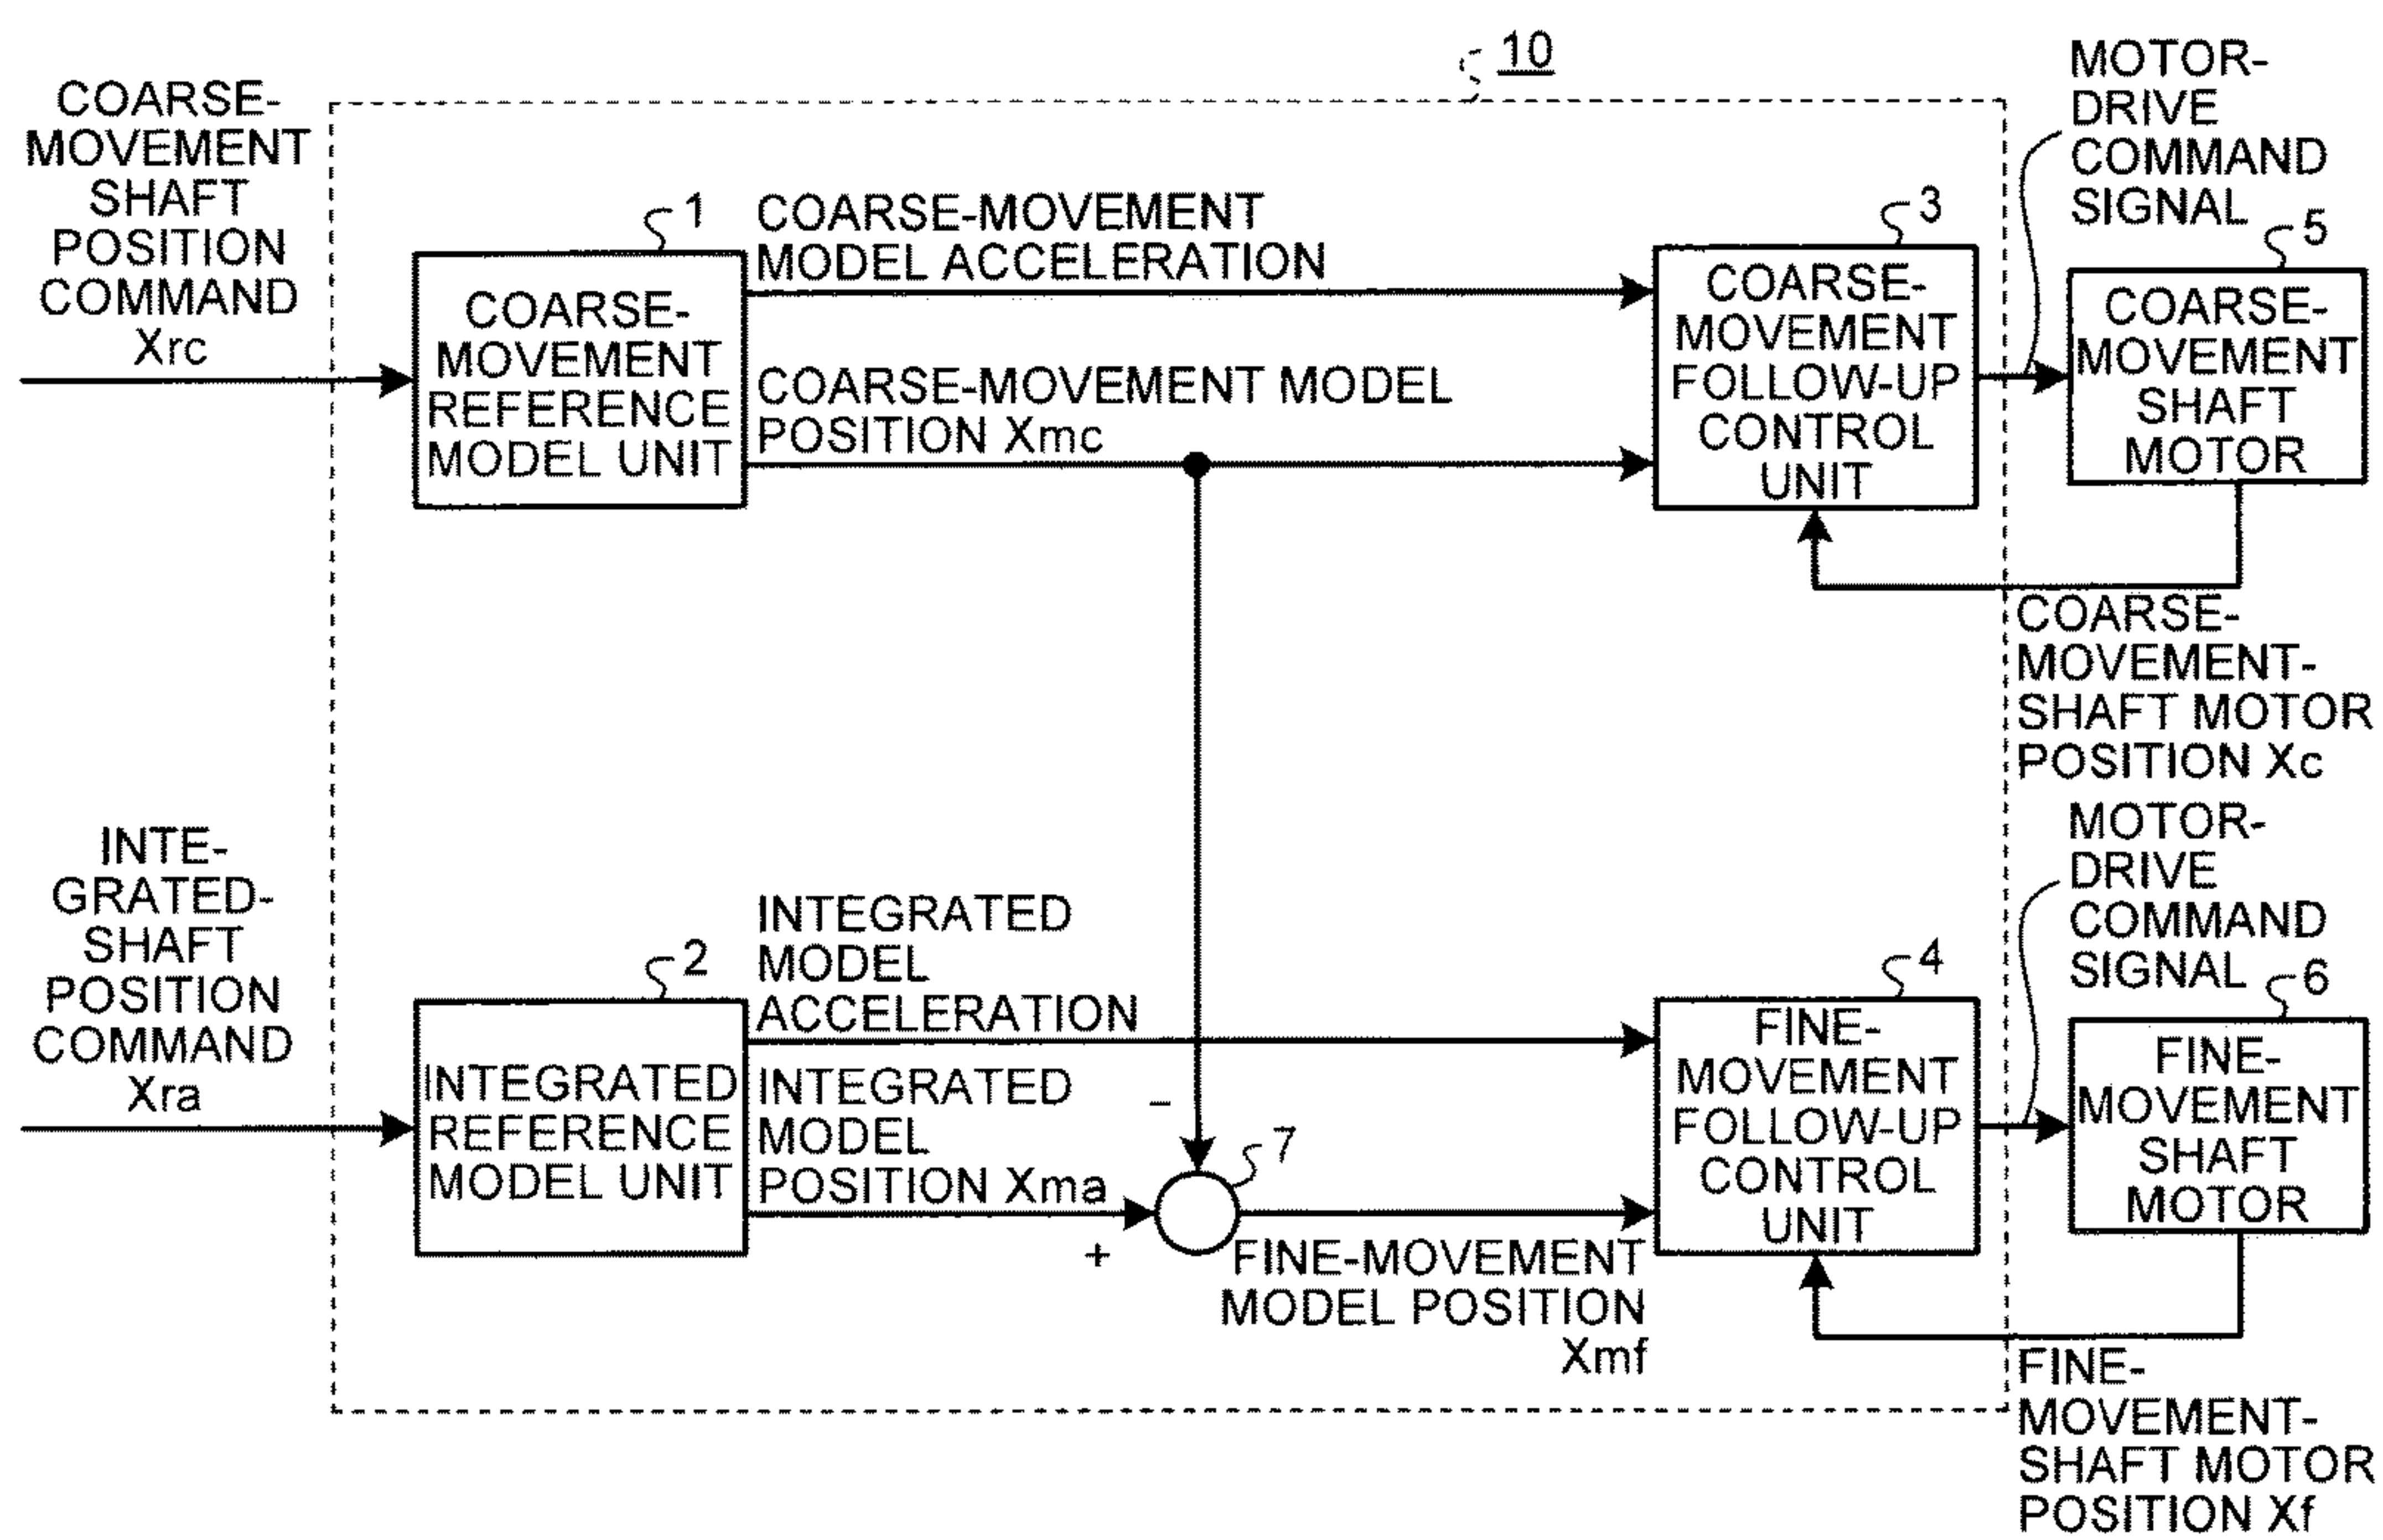 10
COARSE-
MOVEMENT
SHAFT
POSITION
COMMAND
Xrc
1
COARSE-
MOVEMENT
REFERENCE
MODEL UNIT
COARSE-MOVEMENT
MODEL ACCELERATION
COARSE-MOVEMENT MODEL
POSITION Xmc
3
COARSE-
MOVEMENT
FOLLOW-UP
CONTROL
UNIT
MOTOR-
DRIVE
COMMAND
SIGNAL
5
COARSE-
MOVEMENT
SHAFT
MOTOR
COARSE-
MOVEMENT-
SHAFT MOTOR
POSITION Xc
INTE-
GRATED-
SHAFT
POSITION
COMMAND
Xra
2
INTEGRATED
REFERENCE
MODEL UNIT
INTEGRATED
MODEL
ACCELERATION
INTEGRATED
MODEL
POSITION Xma
−
+
7
FINE-MOVEMENT
MODEL POSITION
Xmf
4
FINE-
MOVEMENT
FOLLOW-UP
CONTROL
UNIT
MOTOR-
DRIVE
COMMAND
SIGNAL
6
FINE-
MOVEMENT
SHAFT
MOTOR
FINE-
MOVEMENT-
SHAFT MOTOR
POSITION Xf